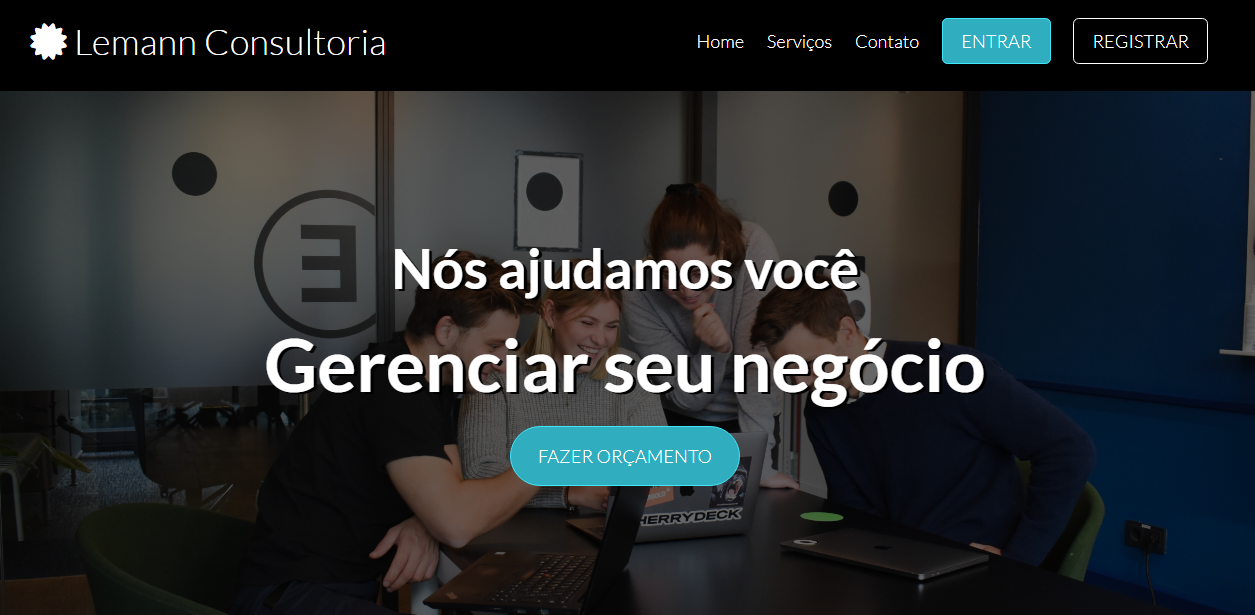 Lemann Consultoria
Home Serviços Contato ENTRAR REGISTRAR
Nós ajudamos você
Gerenciar seu negócio
FAZER ORÇAMENTO
HERRYDECK